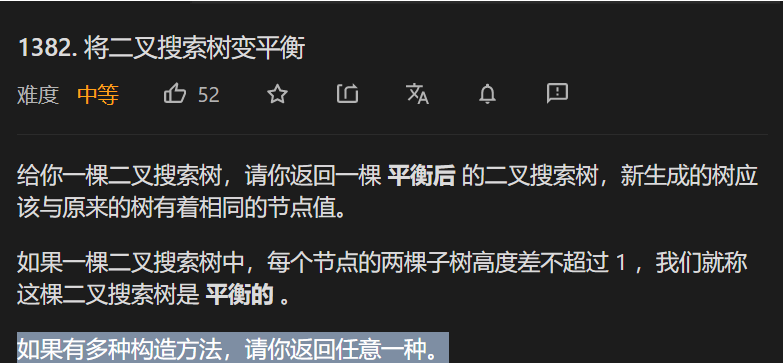 1382. 将二叉搜索树变平衡
难度 中等 52
给你一棵二叉搜索树，请你返回一棵 平衡后 的二叉搜索树，新生成的树应
该与原来的树有着相同的节点值。
如果一棵二叉搜索树中，每个节点的两棵子树高度差不超过 1 ，我们就称
这棵二叉搜索树是 平衡的 。
如果有多种构造方法，请你返回任意一种。